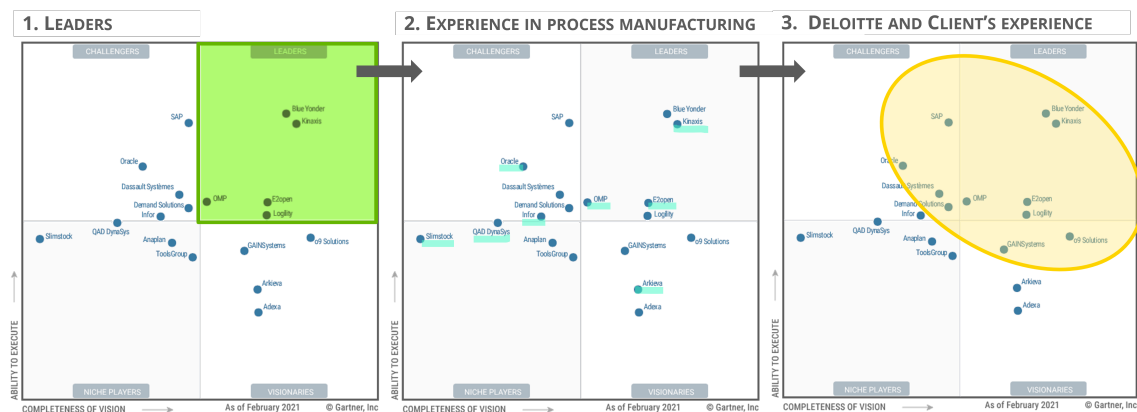 1. LEADERS
2. EXPERIENCE IN PROCESS MANUFACTURING
3. DELOITTE AND CLIENT'S EXPERIENCE
CHALLENGERS
LEADERS
Blue Yonder
SAP
Kinaxis
Oracle
Dassault Systèmes
OMP
E2open
Demand Solutions
Infor
Logility
QAD DynaSys
Slimstock
Anaplan
o9 Solutions
GAINSystems
ToolsGroup
Arkieva
Adexa
ABILITY TO EXECUTE
NICHE PLAYERS
VISIONARIES
COMPLETENESS OF VISION
As of February 2021
© Gartner, Inc
CHALLENGERS
LEADERS
Blue Yonder
SAP
Kinaxis
Oracle
Dassault Systèmes
OMP
E2open
Demand Solutions
Infor
Logility
QAD DynaSys
Slimstock
Anaplan
o9 Solutions
GAINSystems
ToolsGroup
Arkieva
Adexa
ABILITY TO EXECUTE
NICHE PLAYERS
VISIONARIES
COMPLETENESS OF VISION
As of February 2021
© Gartner, Inc
CHALLENGERS
LEADERS
Blue Yonder
SAP
Kinaxis
Oracle
Dassault Systèmes
OMP
E2open
Demand Solutions
Infor
Logility
QAD DynaSys
Slimstock
Anaplan
o9 Solutions
GAINSystems
ToolsGroup
Arkieva
Adexa
ABILITY TO EXECUTE
NICHE PLAYERS
VISIONARIES
COMPLETENESS OF VISION
As of February 2021
© Gartner, Inc